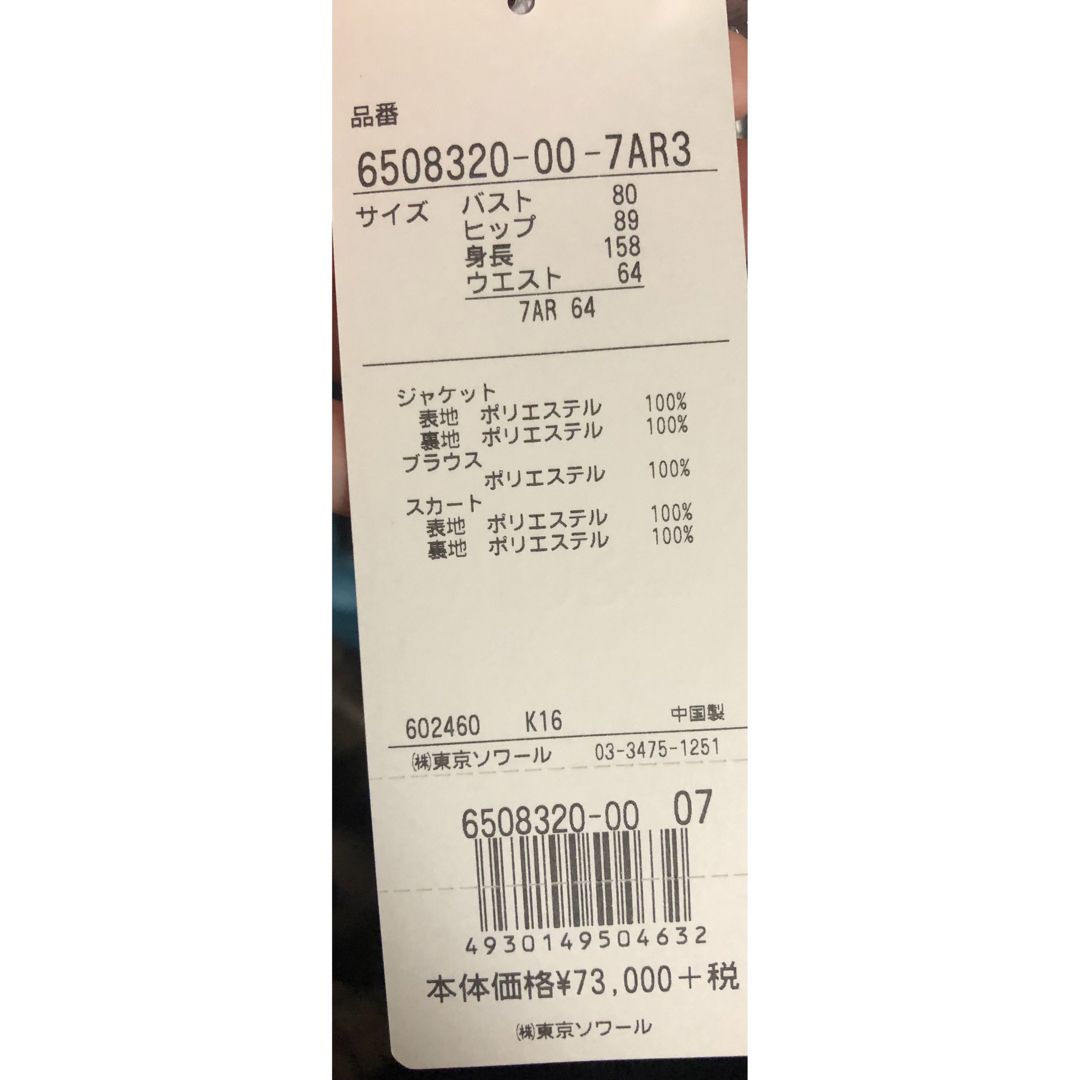 品番
6508320-00-7AR3
サイズ バスト 80
ヒップ 89
身長 158
ウエスト 64
7AR 64
ジャケット
表地 ポリエステル 100%
裏地 ポリエステル 100%
ブラウス
ポリエステル 100%
スカート
表地 ポリエステル 100%
裏地 ポリエステル 100%
602460 K16 中国製
㈱東京ソワール 03-3475-1251
6508320-00 07
4930149504632
本体価格¥73,000+税
㈱東京ソワール